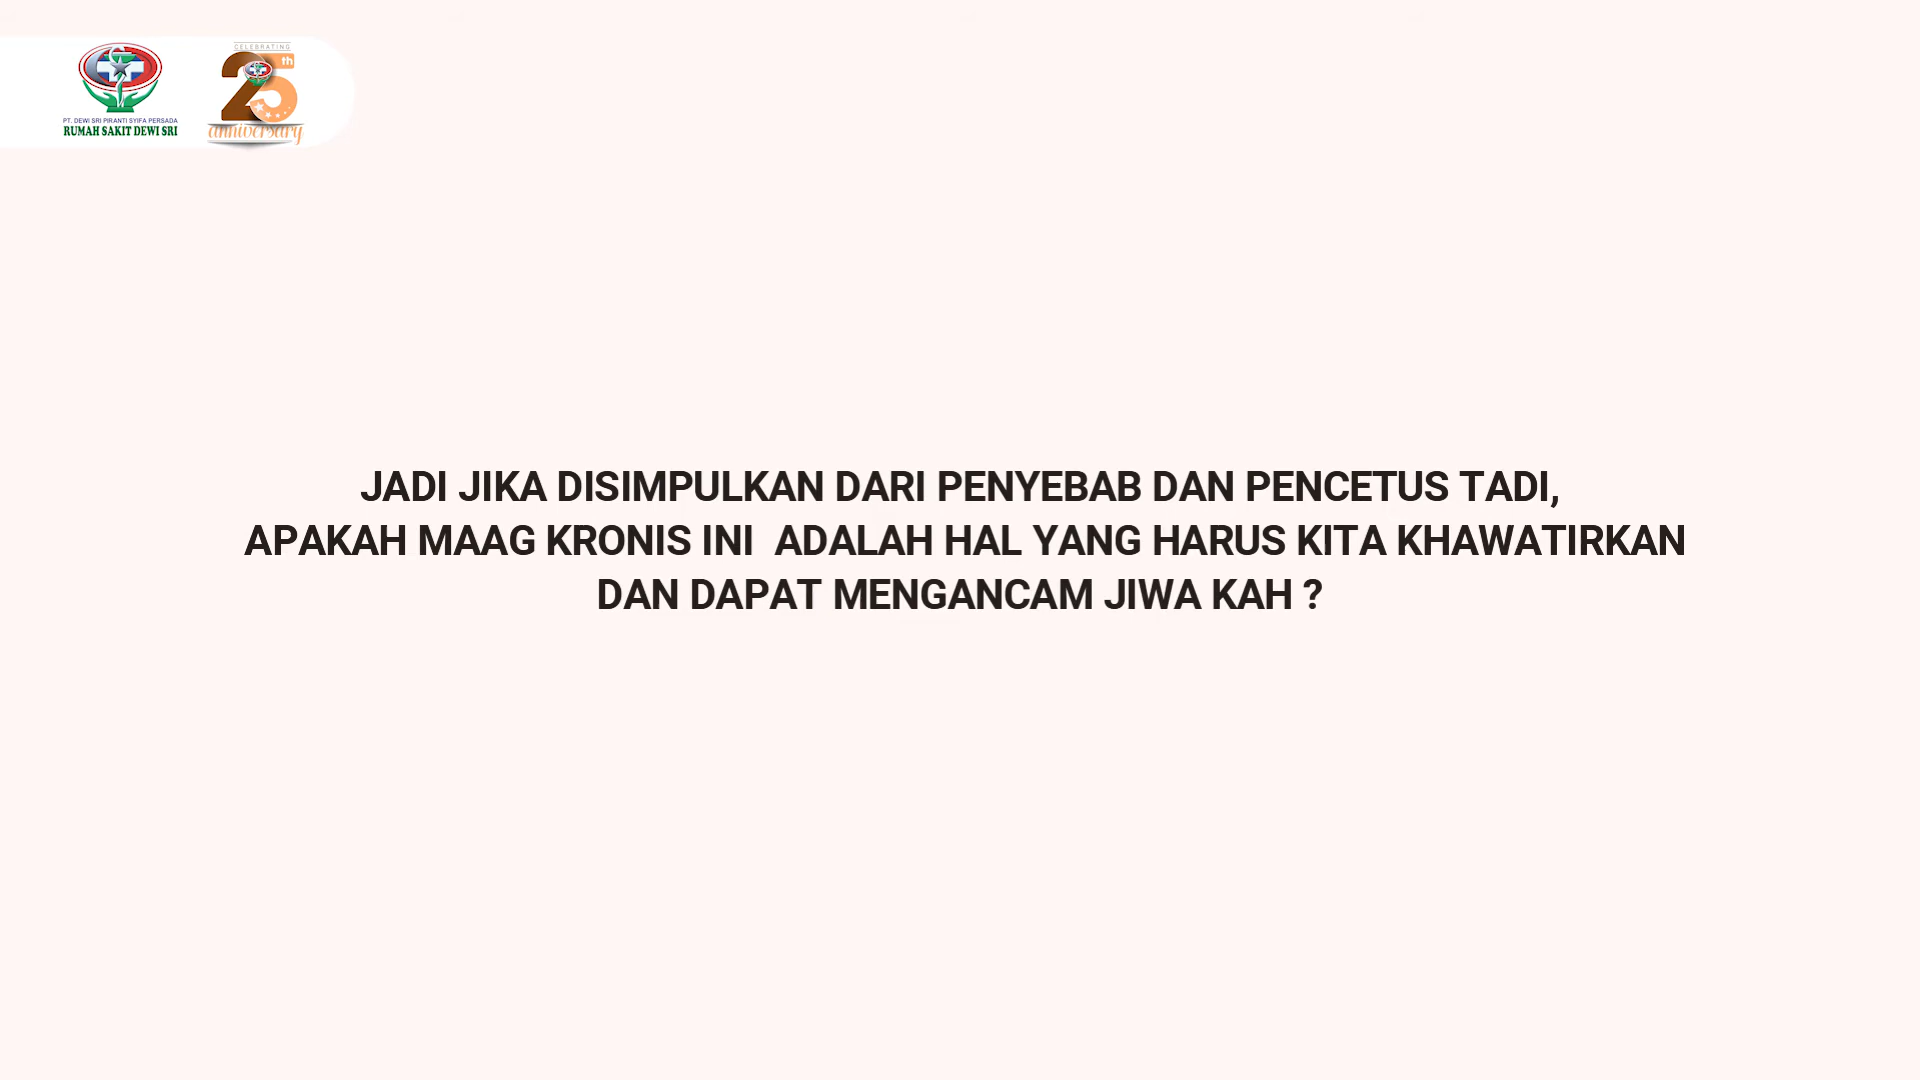 CELEBRATING
25th
anniversary
PT. DEWI SRI PIRANTI SYIFA PERSADA
RUMAH SAKIT DEWI SRI
JADI JIKA DISIMPULKAN DARI PENYEBAB DAN PENCETUS TADI,
APAKAH MAAG KRONIS INI  ADALAH HAL YANG HARUS KITA KHAWATIRKAN
DAN DAPAT MENGANCAM JIWA KAH ?